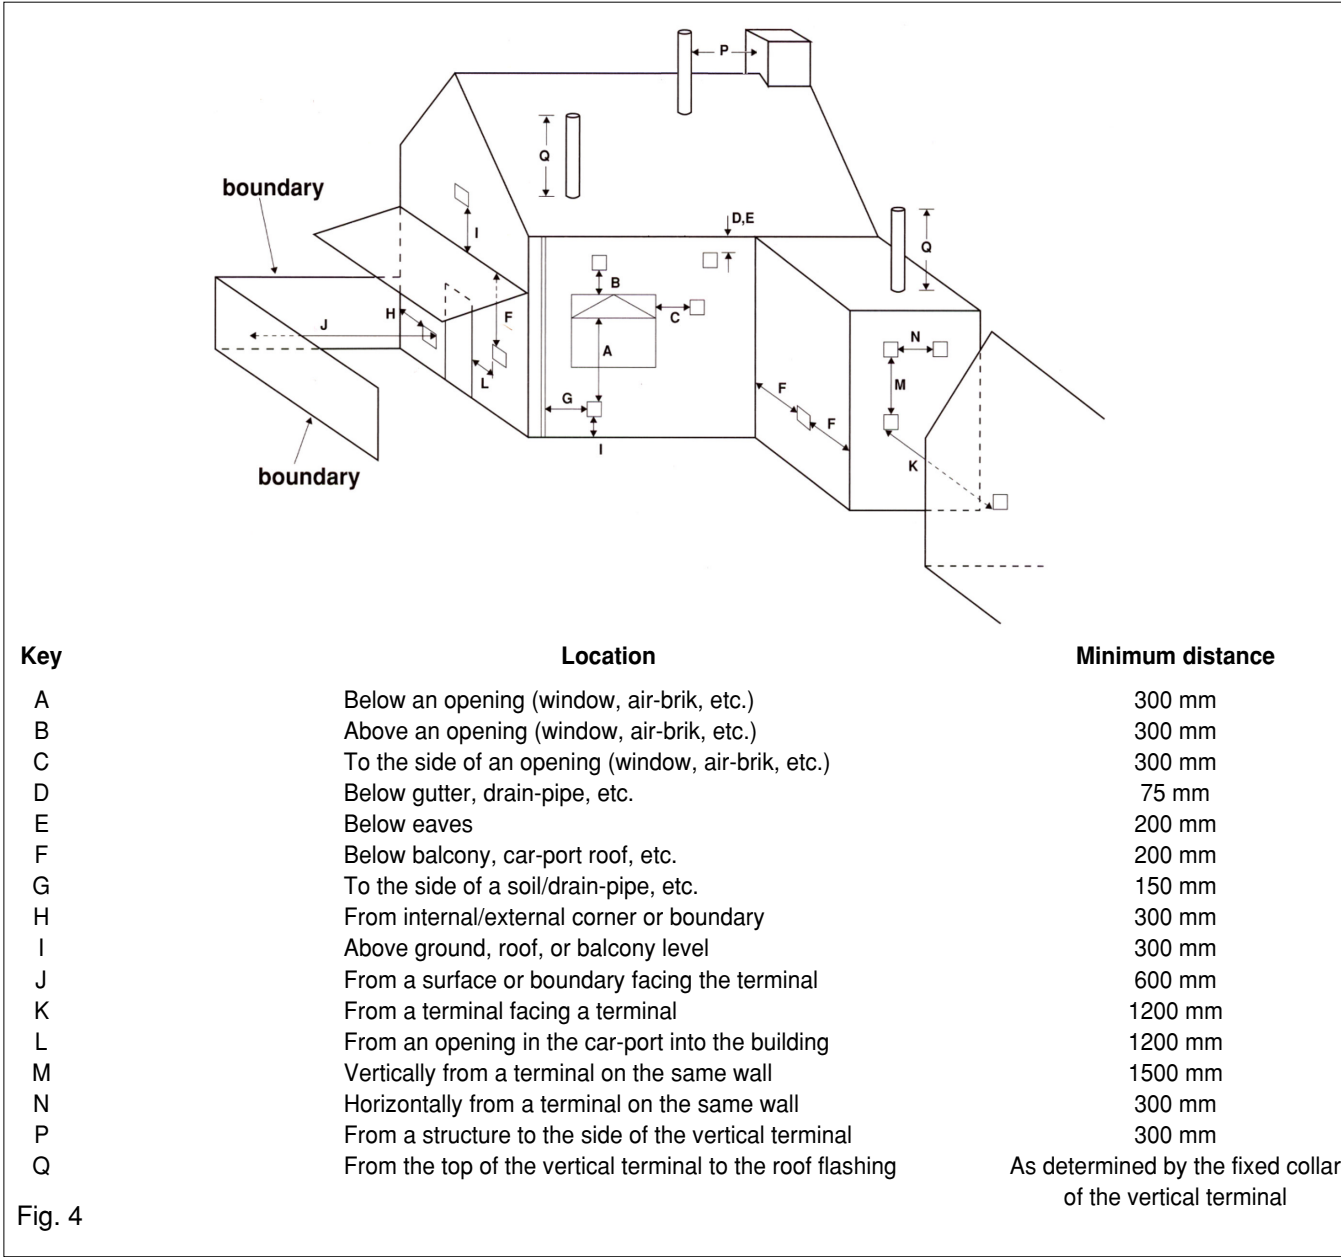 P
Q
boundary
D,E
Q
I
B
H
F
C
J
N
A
L
M
F
G
F
I
K
boundary
Key Location Minimum distance
A Below an opening (window, air-brik, etc.) 300 mm
B Above an opening (window, air-brik, etc.) 300 mm
C To the side of an opening (window, air-brik, etc.) 300 mm
D Below gutter, drain-pipe, etc. 75 mm
E Below eaves 200 mm
F Below balcony, car-port roof, etc. 200 mm
G To the side of a soil/drain-pipe, etc. 150 mm
H From internal/external corner or boundary 300 mm
I Above ground, roof, or balcony level 300 mm
J From a surface or boundary facing the terminal 600 mm
K From a terminal facing a terminal 1200 mm
L From an opening in the car-port into the building 1200 mm
M Vertically from a terminal on the same wall 1500 mm
N Horizontally from a terminal on the same wall 300 mm
P From a structure to the side of the vertical terminal 300 mm
Q From the top of the vertical terminal to the roof flashing As determined by the fixed collar
of the vertical terminal
Fig. 4